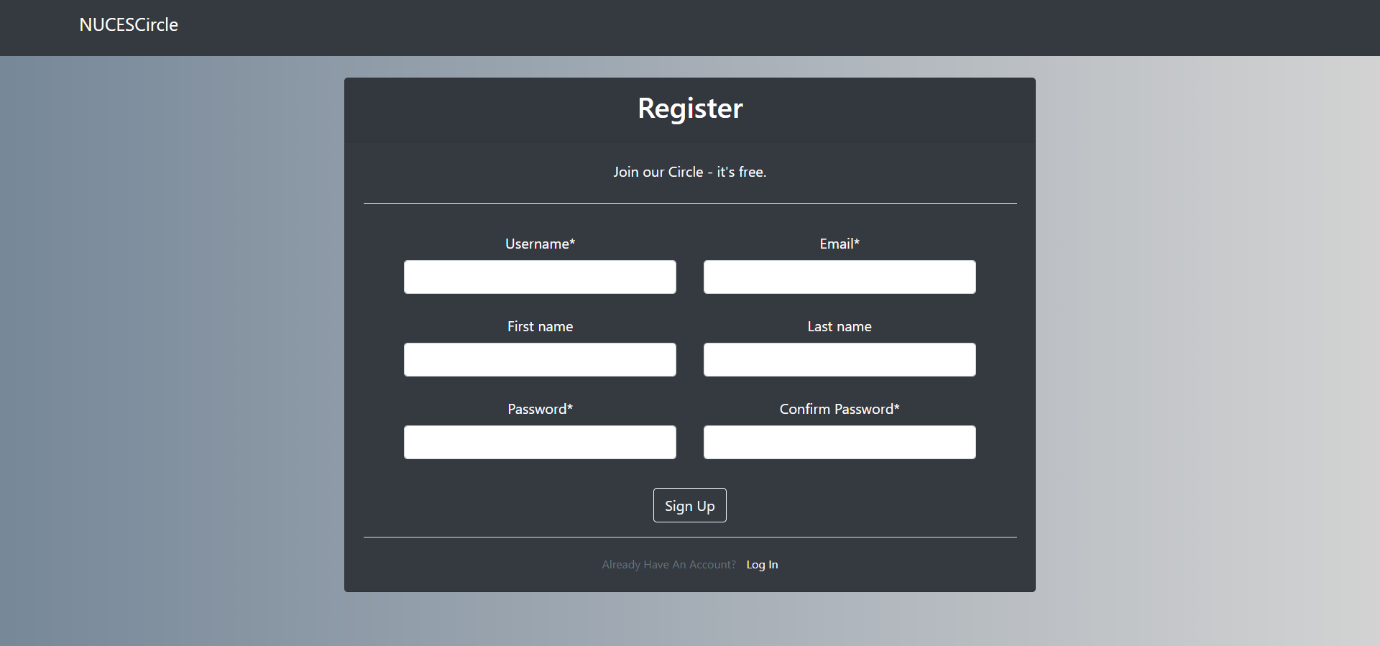 NUCESCircle
Register
Join our Circle - it's free.
Username* Email*
First name Last name
Password* Confirm Password*
Sign Up
Already Have An Account? Log In